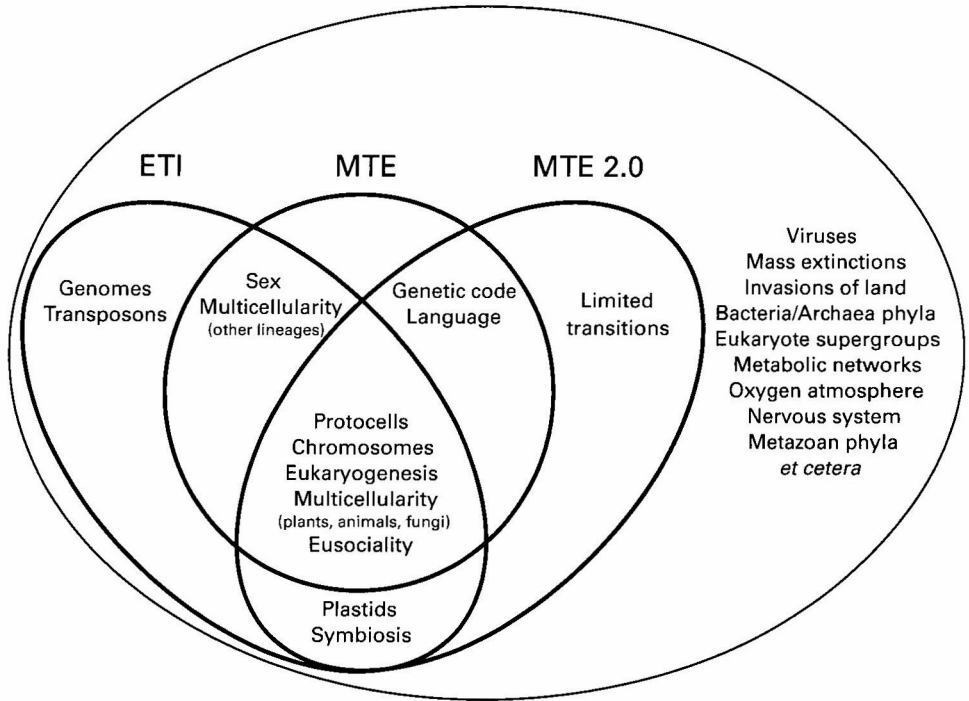 ETI
MTE
MTE 2.0
Genomes
Transposons
Sex
Multicellularity
(other lineages)
Genetic code
Language
Limited
transitions
Protocells
Chromosomes
Eukaryogenesis
Multicellularity
(plants, animals, fungi)
Eusociality
Plastids
Symbiosis
Viruses
Mass extinctions
Invasions of land
Bacteria/Archaea phyla
Eukaryote supergroups
Metabolic networks
Oxygen atmosphere
Nervous system
Metazoan phyla
et cetera